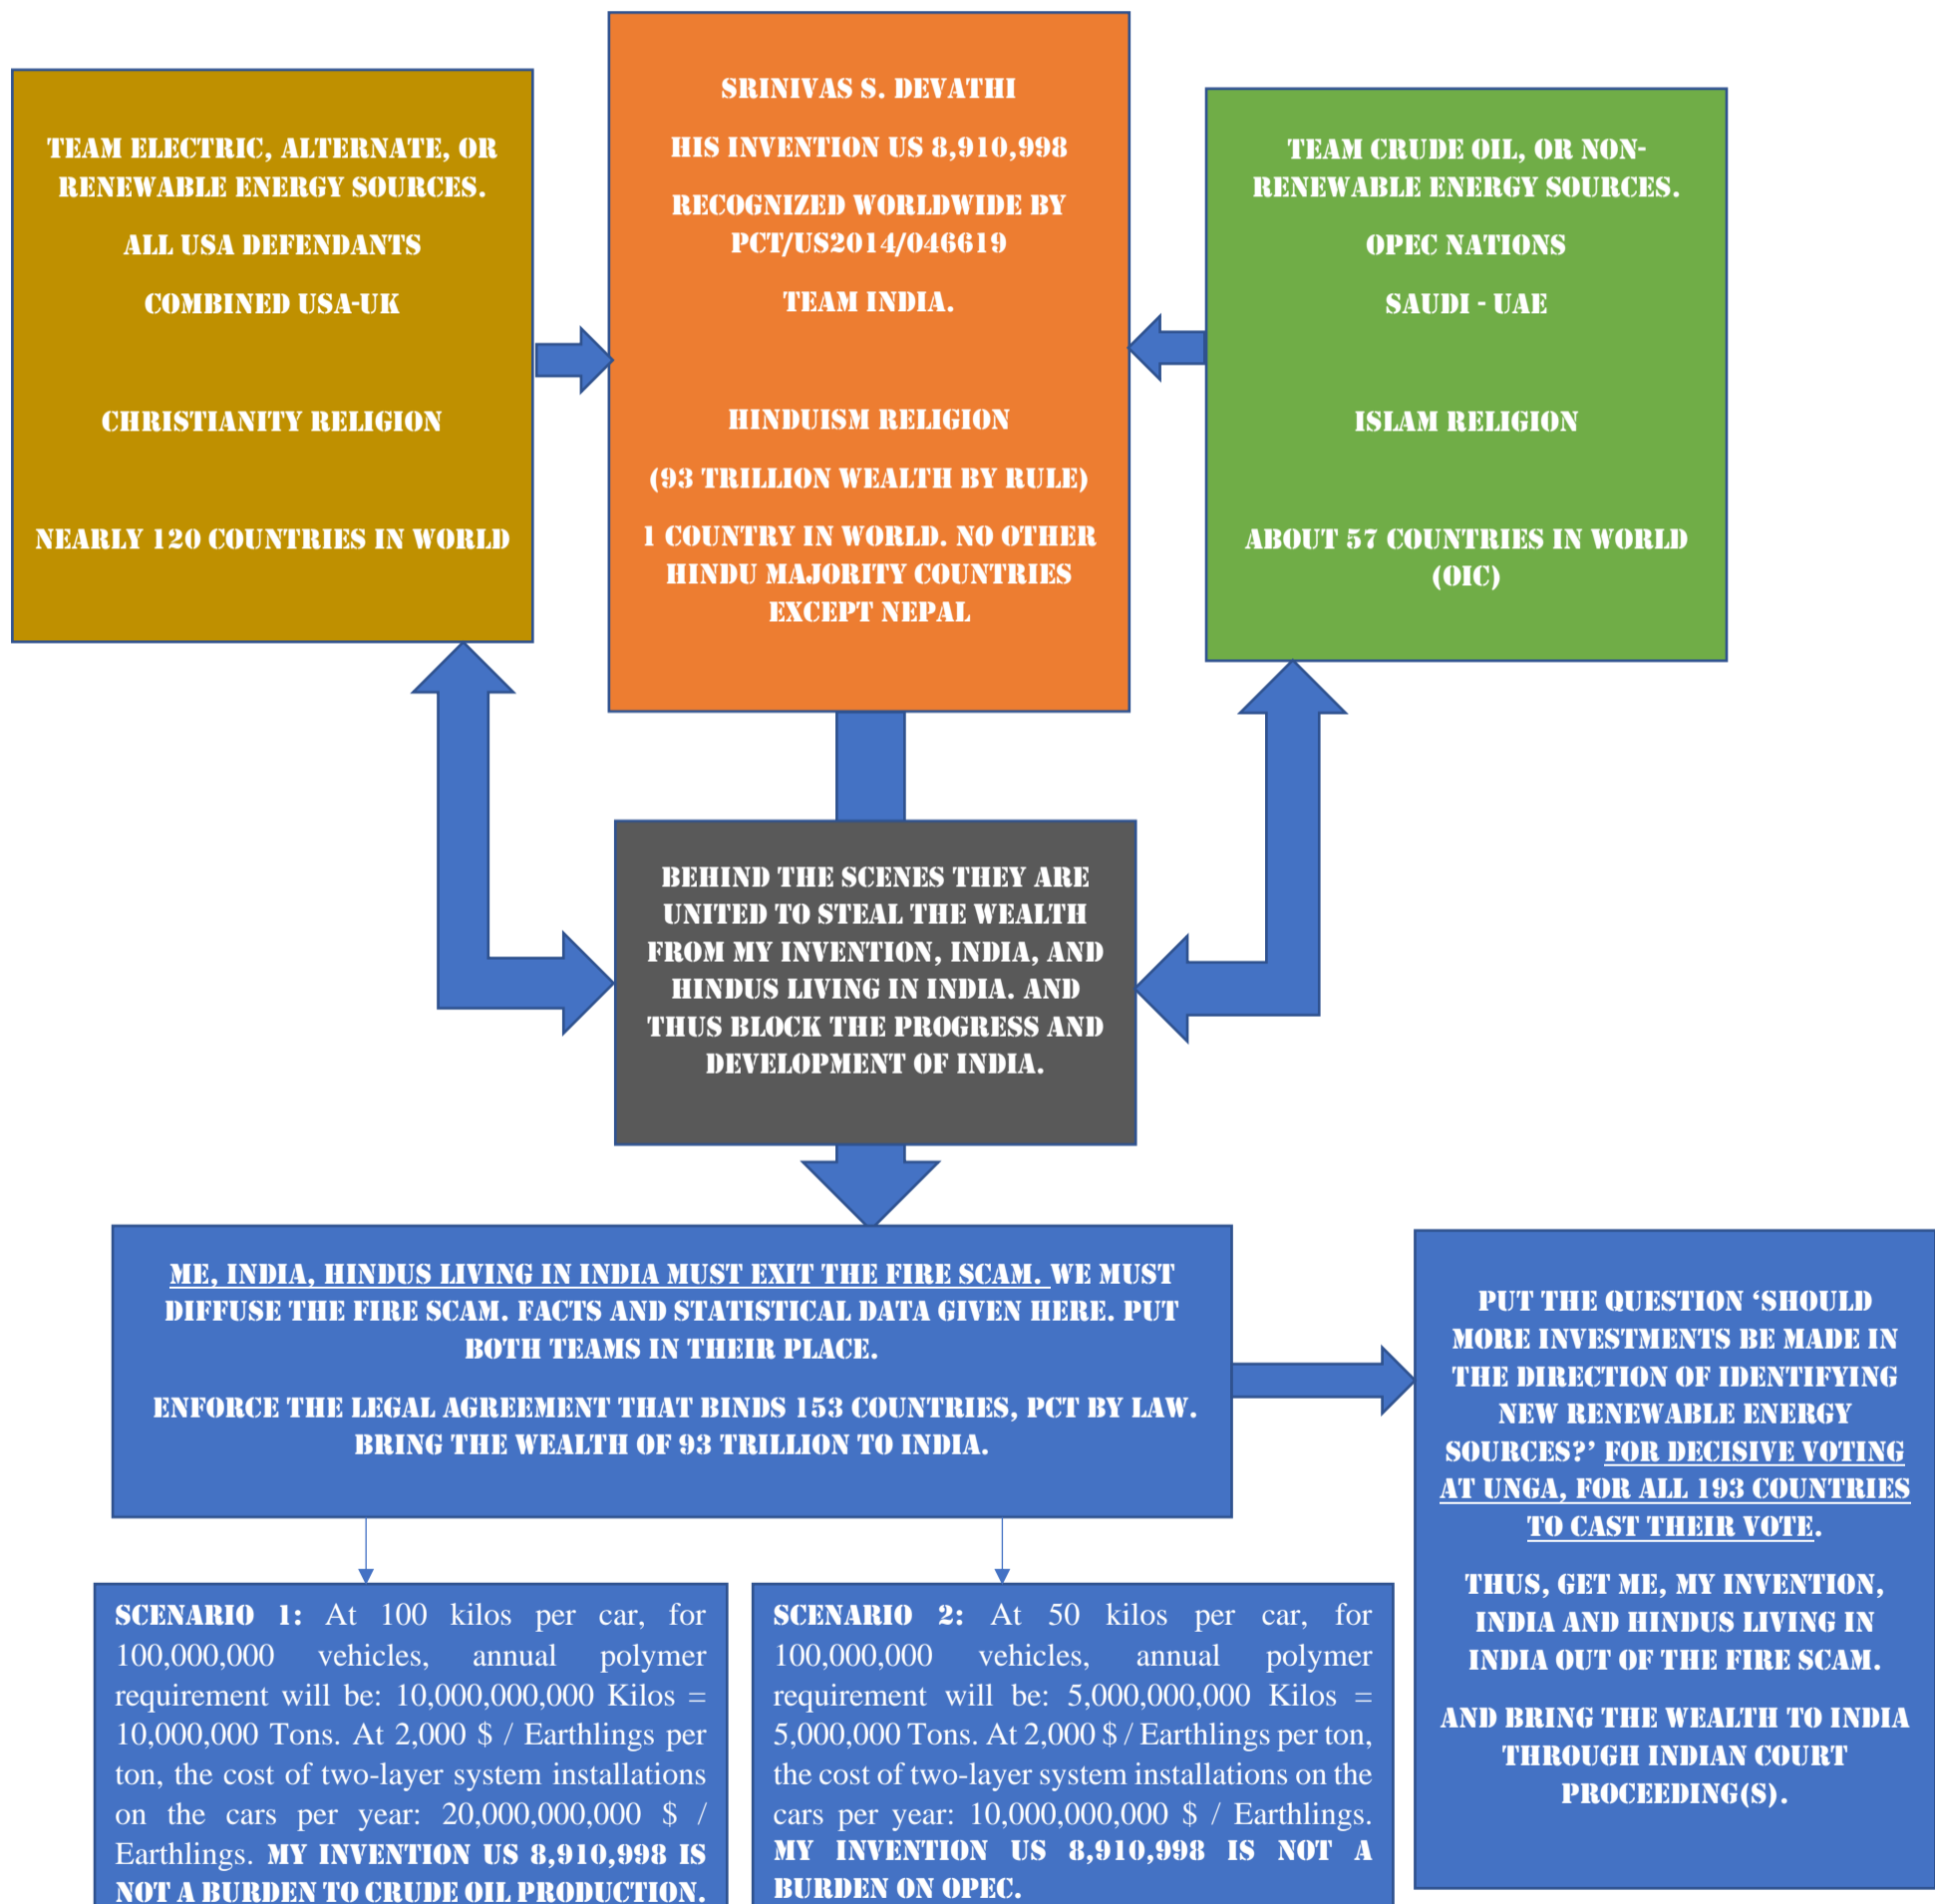 SRINIVAS S. DEVATHI
HIS INVENTION US 8,910,998
RECOGNIZED WORLDWIDE BY
PCT/US2014/046619
TEAM INDIA.
HINDUISM RELIGION
(93 TRILLION WEALTH BY RULE)
1 COUNTRY IN WORLD. NO OTHER
HINDU MAJORITY COUNTRIES
EXCEPT NEPAL
TEAM ELECTRIC, ALTERNATE, OR
RENEWABLE ENERGY SOURCES.
ALL USA DEFENDANTS
COMBINED USA-UK
CHRISTIANITY RELIGION
NEARLY 120 COUNTRIES IN WORLD
TEAM CRUDE OIL, OR NON-
RENEWABLE ENERGY SOURCES.
OPEC NATIONS
SAUDI - UAE
ISLAM RELIGION
ABOUT 57 COUNTRIES IN WORLD
(OIC)
BEHIND THE SCENES THEY ARE
UNITED TO STEAL THE WEALTH
FROM MY INVENTION, INDIA, AND
HINDUS LIVING IN INDIA. AND
THUS BLOCK THE PROGRESS AND
DEVELOPMENT OF INDIA.
ME, INDIA, HINDUS LIVING IN INDIA MUST EXIT THE FIRE SCAM. WE MUST
DIFFUSE THE FIRE SCAM. FACTS AND STATISTICAL DATA GIVEN HERE. PUT
BOTH TEAMS IN THEIR PLACE.
ENFORCE THE LEGAL AGREEMENT THAT BINDS 153 COUNTRIES, PCT BY LAW.
BRING THE WEALTH OF 93 TRILLION TO INDIA.
PUT THE QUESTION ‘SHOULD
MORE INVESTMENTS BE MADE IN
THE DIRECTION OF IDENTIFYING
NEW RENEWABLE ENERGY
SOURCES?’ FOR DECISIVE VOTING
AT UNGA, FOR ALL 193 COUNTRIES
TO CAST THEIR VOTE.
THUS, GET ME, MY INVENTION,
INDIA AND HINDUS LIVING IN
INDIA OUT OF THE FIRE SCAM.
AND BRING THE WEALTH TO INDIA
THROUGH INDIAN COURT
PROCEEDING(S).
SCENARIO 1: At 100 kilos per car, for
100,000,000 vehicles, annual polymer
requirement will be: 10,000,000,000 Kilos =
10,000,000 Tons. At 2,000 $ / Earthlings per
ton, the cost of two-layer system installations
on the cars per year: 20,000,000,000 $ /
Earthlings. MY INVENTION US 8,910,998 IS
NOT A BURDEN TO CRUDE OIL PRODUCTION.
SCENARIO 2: At 50 kilos per car, for
100,000,000 vehicles, annual polymer
requirement will be: 5,000,000,000 Kilos =
5,000,000 Tons. At 2,000 $ / Earthlings per ton,
the cost of two-layer system installations on the
cars per year: 10,000,000,000 $ / Earthlings.
MY INVENTION US 8,910,998 IS NOT A
BURDEN ON OPEC.